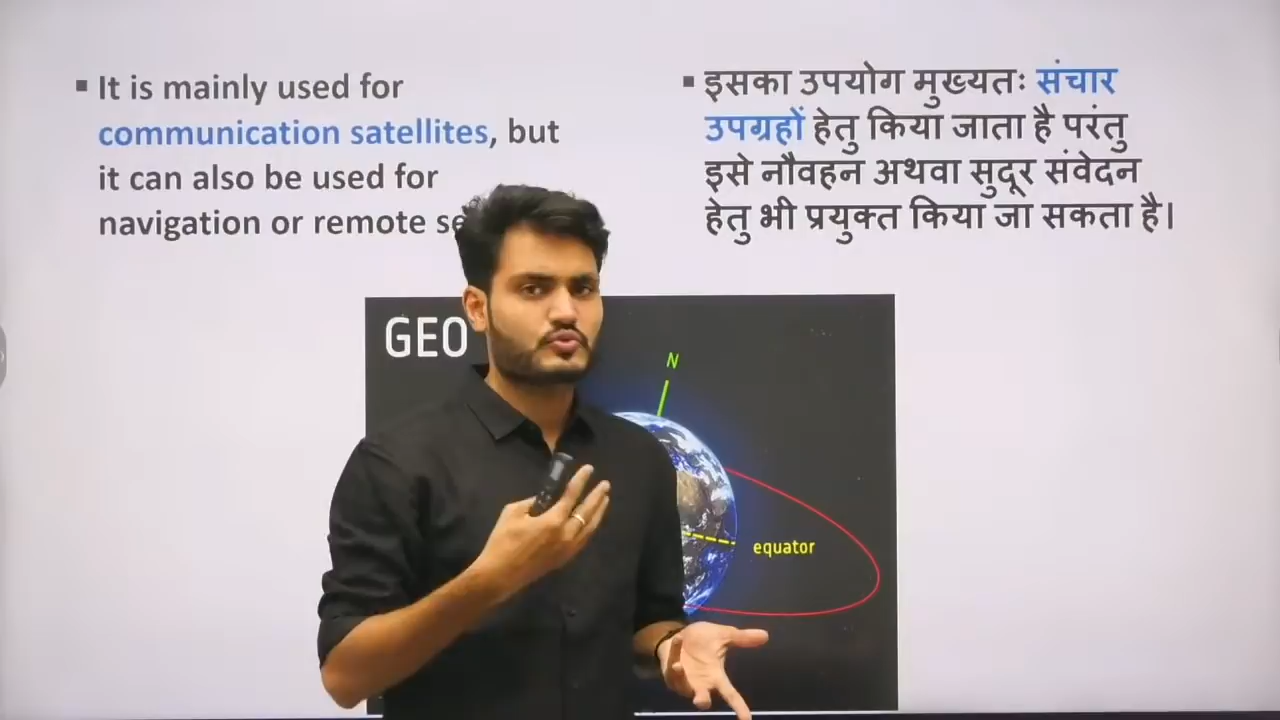 ▪ It is mainly used for
communication satellites, but
it can also be used for
navigation or remote
▪ इसका उपयोग मुख्यतः संचार
उपग्रहों हेतु किया जाता है परंतु
इसे नौवहन अथवा सुदूर संवेदन
हेतु भी प्रयुक्त किया जा सकता है।
GEO
N
equator